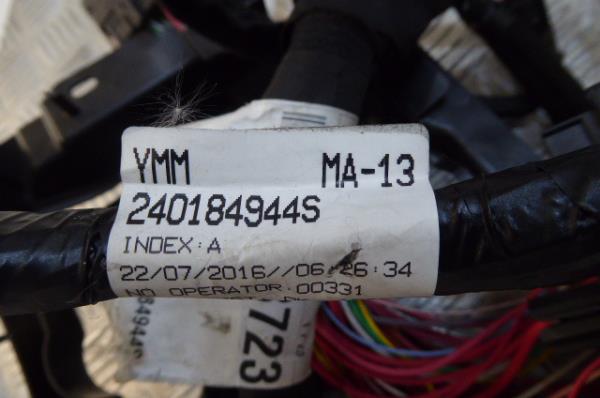 YMM MA-13
240184944S
INDEX:A
22/07/2016//06:26:34
NO OPERATOR:00331
723